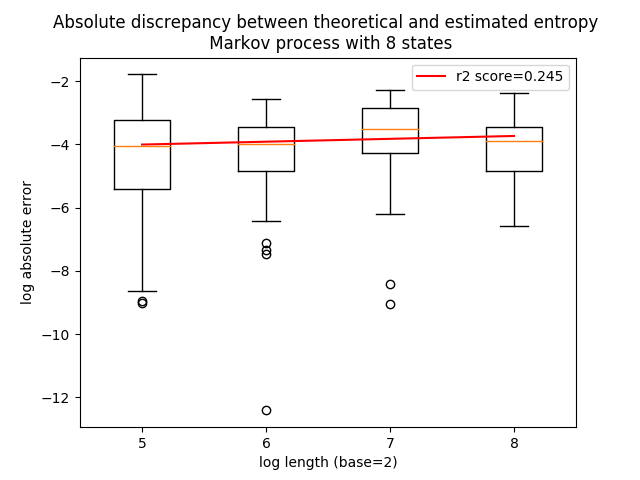 Absolute discrepancy between theoretical and estimated entropy
Markov process with 8 states
r2 score=0.245
log absolute error
−2
−4
−6
−8
−10
−12
5 6 7 8
log length (base=2)